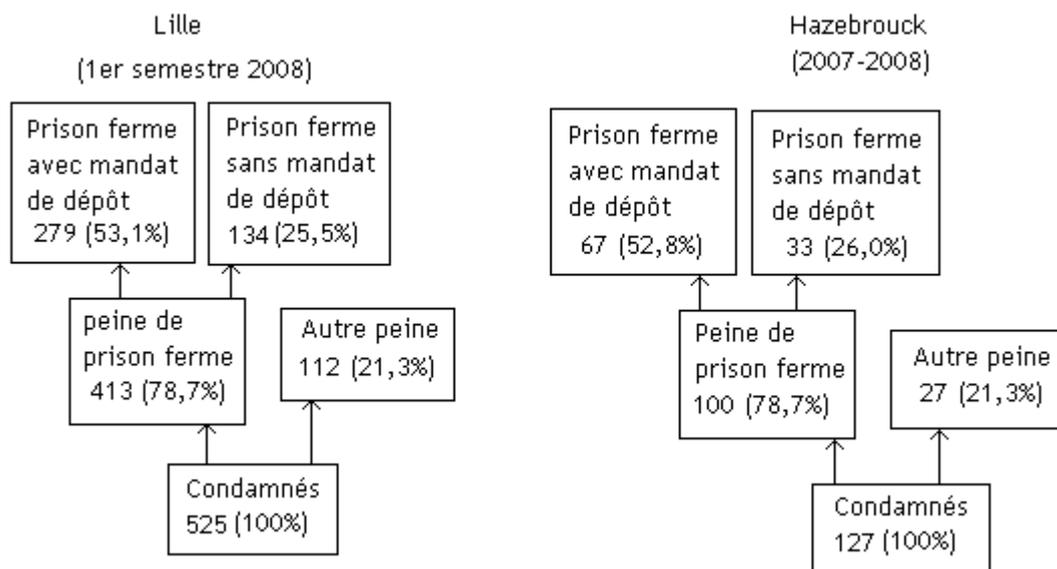 Lille
(1er semestre 2008)
Prison ferme
avec mandat
de dépôt
279 (53,1%)
Prison ferme
sans mandat
de dépôt
134 (25,5%)
peine de
prison ferme
413 (78,7%)
Autre peine
112 (21,3%)
Condamnés
525 (100%)
Hazebrouck
(2007-2008)
Prison ferme
avec mandat
de dépôt
67 (52,8%)
Prison ferme
sans mandat
de dépôt
33 (26,0%)
Peine de
prison ferme
100 (78,7%)
Autre peine
27 (21,3%)
Condamnés
127 (100%)